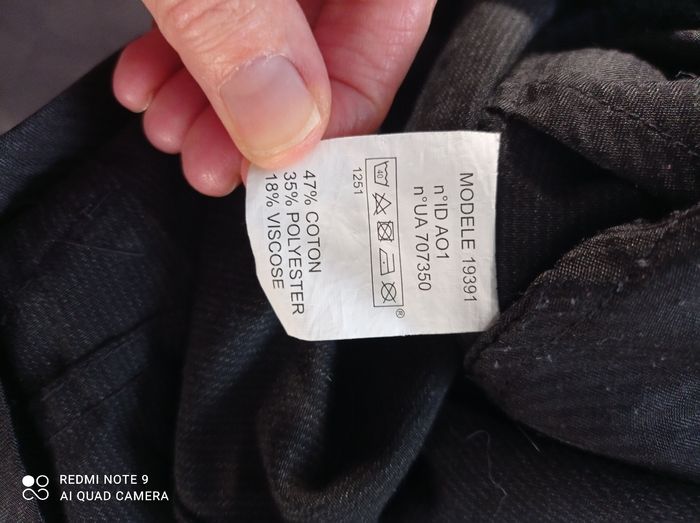 MODELE 19391
n°ID AO1
n°UA 707350
40
®
1251
47% COTON
35% POLYESTER
18% VISCOSE
REDMI NOTE 9
AI QUAD CAMERA